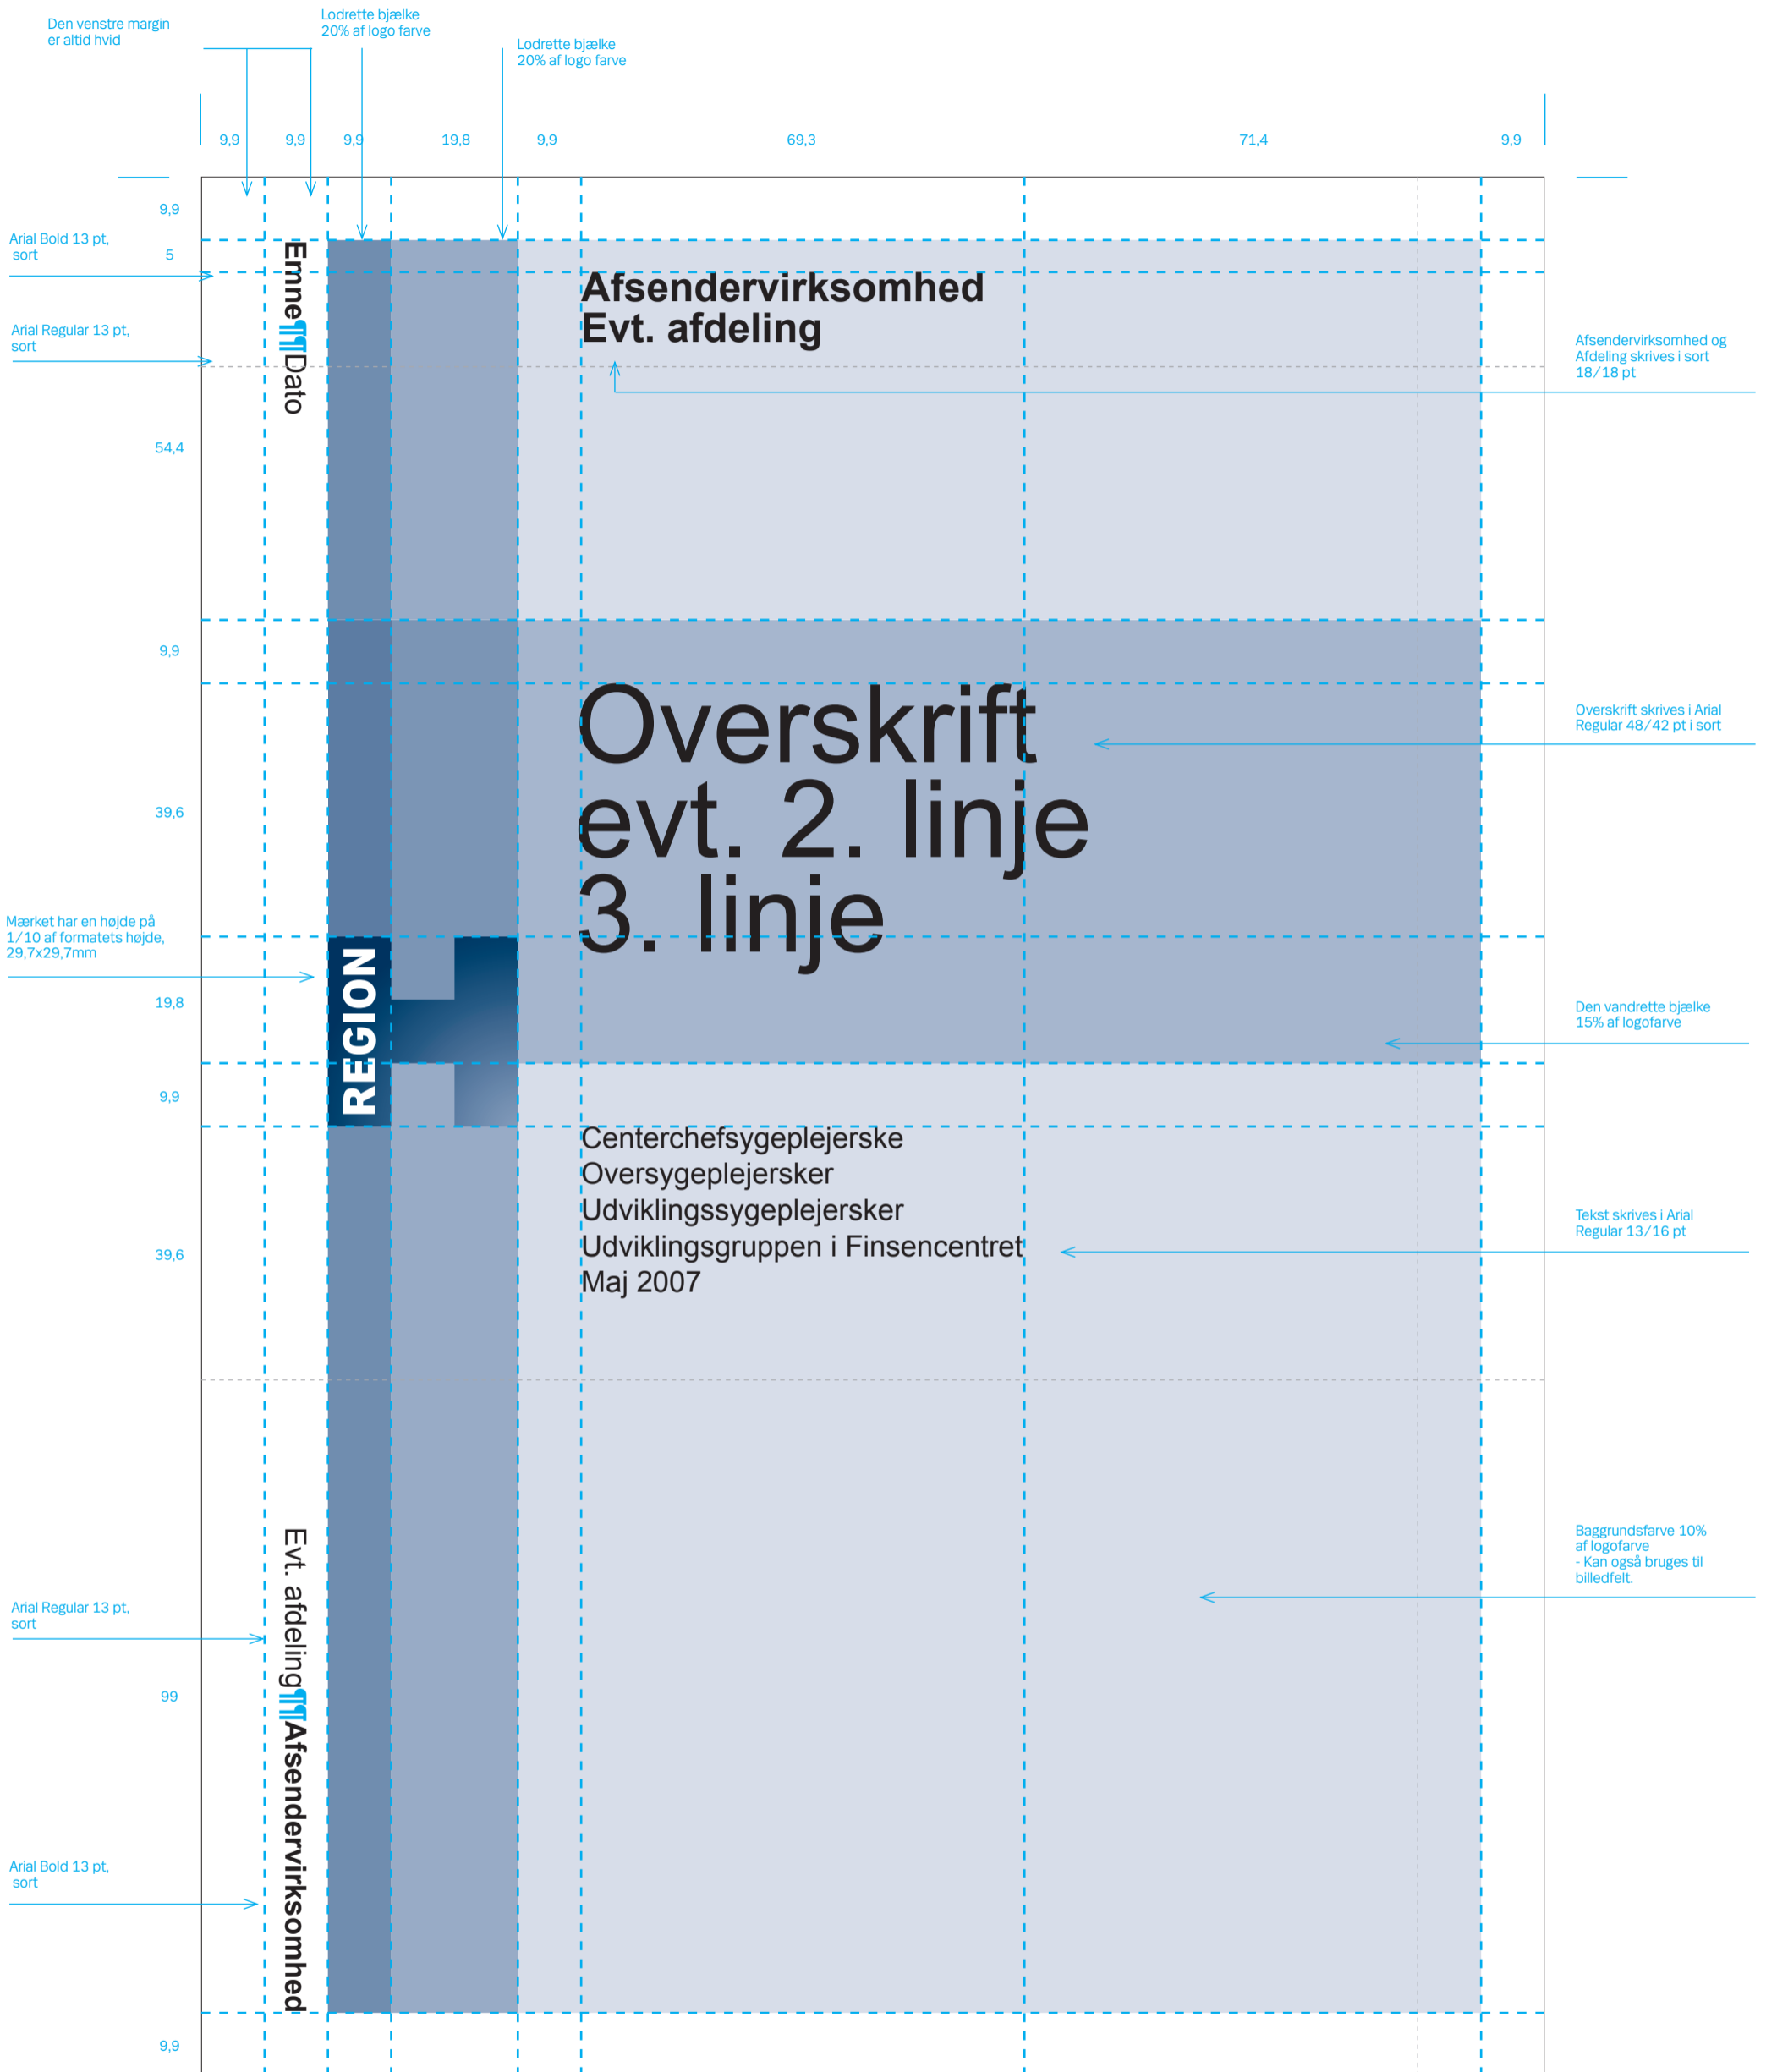 Den venstre margin
er altid hvid
Lodrette bjælke
20% af logo farve
Lodrette bjælke
20% af logo farve
9,9
9,9
9,9
19,8
9,9
69,3
71,4
9,9
9,9
Arial Bold 13 pt,
sort
5
Arial Regular 13 pt,
sort
54,4
9,9
39,6
Mærket har en højde på
1/10 af formatets højde,
29,7x29,7mm
19,8
9,9
39,6
Arial Regular 13 pt,
sort
99
Arial Bold 13 pt,
sort
9,9
Emne¶¶Dato
Evt. afdeling¶¶Afsendervirksomhed
REGION
Afsendervirksomhed
Evt. afdeling
Overskrift
evt. 2. linje
3. linje
Centerchefsygeplejerske
Oversygeplejersker
Udviklingssygeplejersker
Udviklingsgruppen i Finsencentret
Maj 2007
Afsendervirksomhed og
Afdeling skrives i sort
18/18 pt
Overskrift skrives i Arial
Regular 48/42 pt i sort
Den vandrette bjælke
15% af logofarve
Tekst skrives i Arial
Regular 13/16 pt
Baggrundsfarve 10%
af logofarve
- Kan også bruges til
billedfelt.